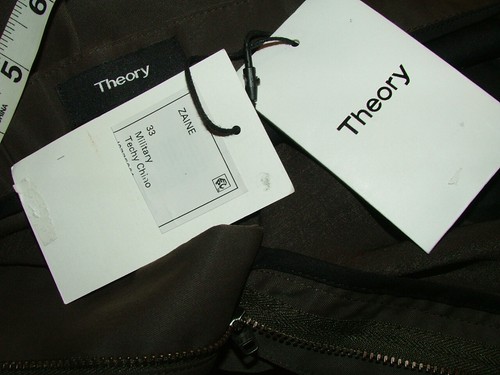 6
5
Theory
Theory
ZAINE
33
Military
Techy Chino